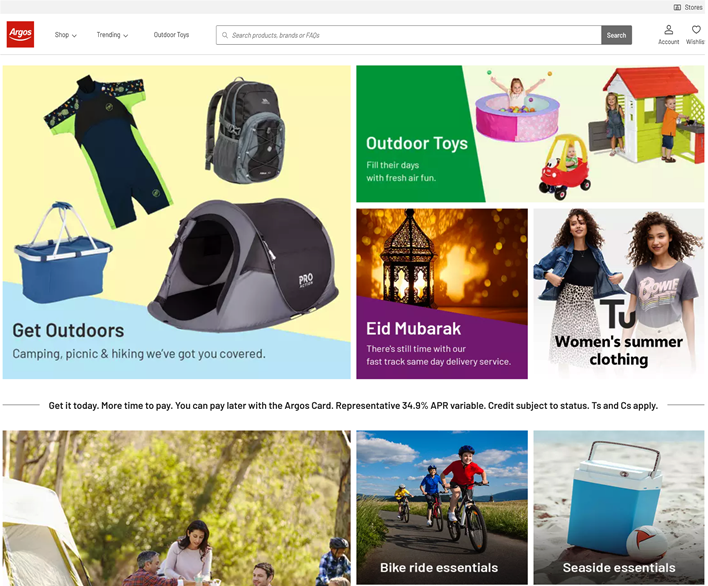 Stores
Argos
Shop
Trending
Outdoor Toys
Search products, brands or FAQs
Search
Account
Wishlis
PRO
ACTION
Get Outdoors
Camping, picnic & hiking we've got you covered.
Outdoor Toys
Fill their days
with fresh air fun.
Eid Mubarak
There's still time with our
fast track same day delivery service.
BOWIE
Tu
Women's summer
clothing
Get it today. More time to pay. You can pay later with the Argos Card. Representative 34.9% APR variable. Credit subject to status. Ts and Cs apply.
Bike ride essentials
Seaside essentials